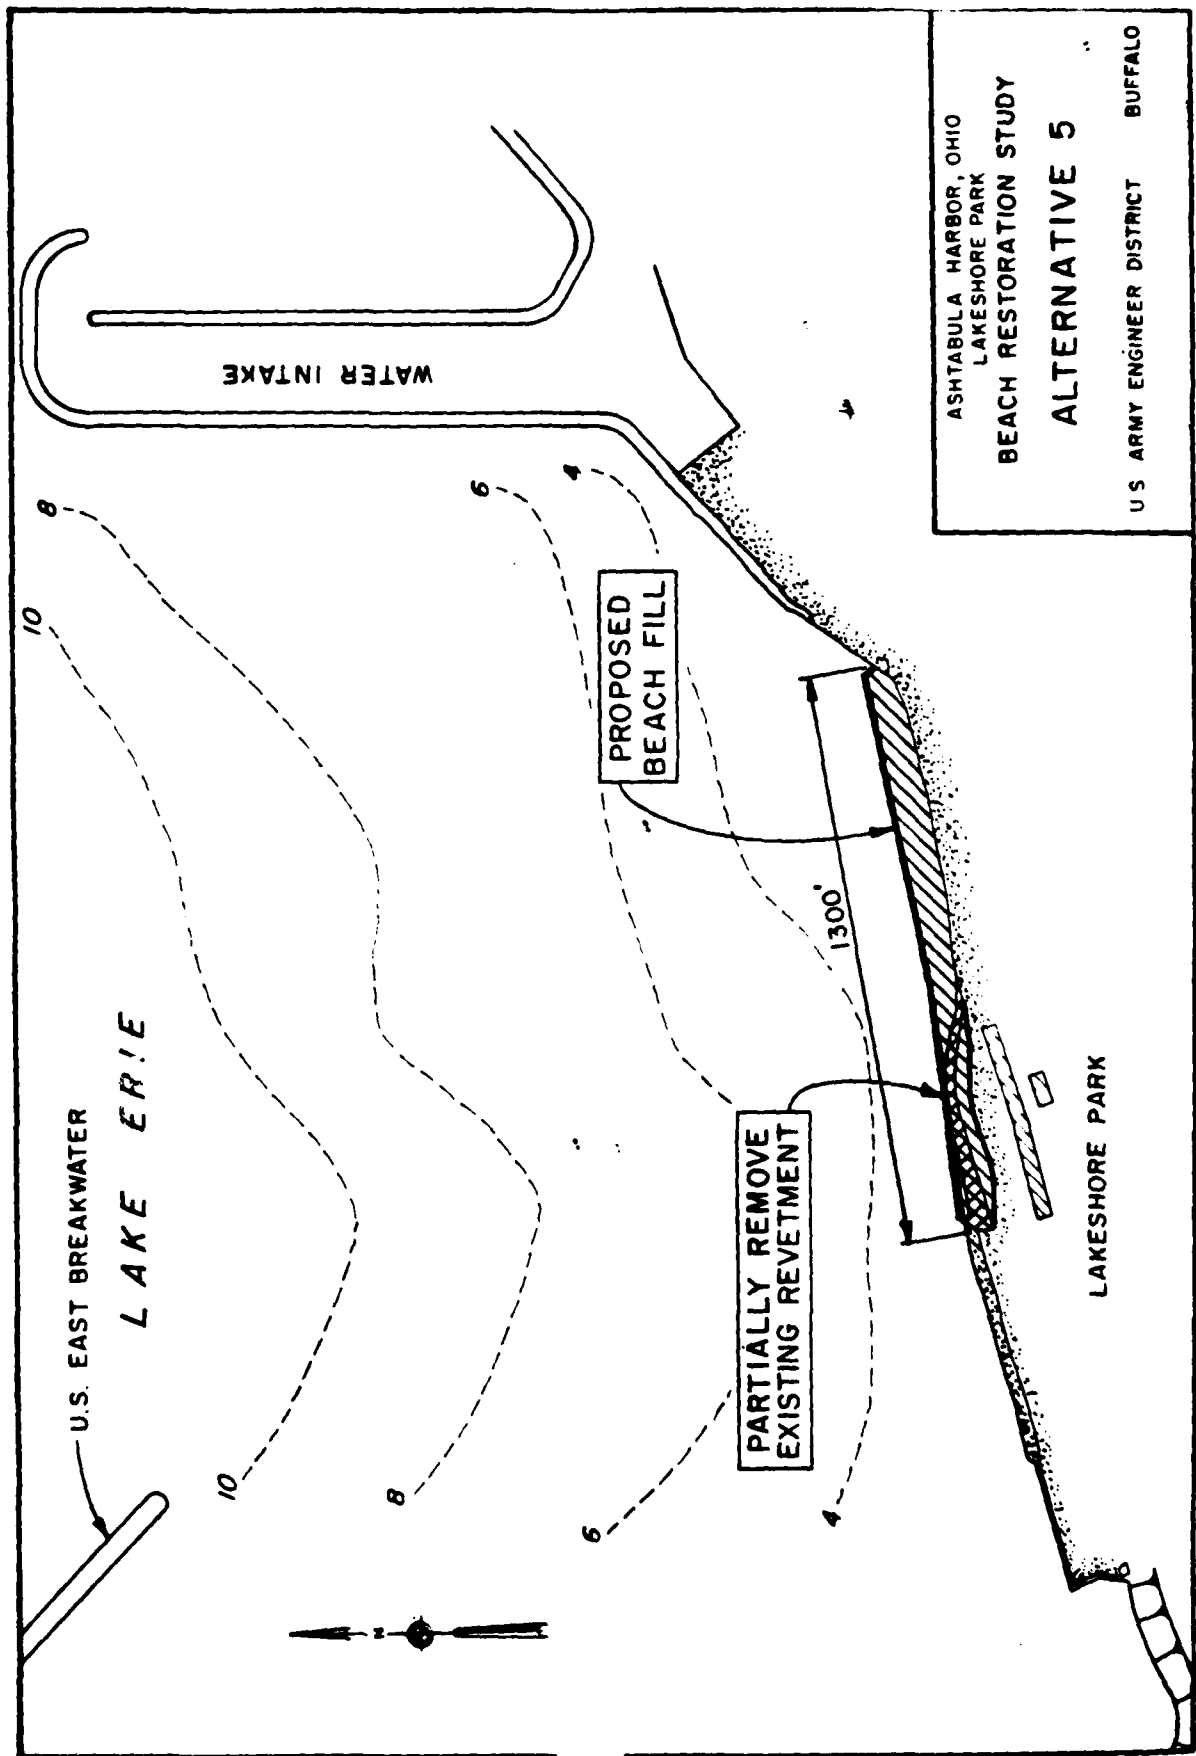 U.S. EAST BREAKWATER
LAKE ERIE
10
8
6
4
10
8
6
4
WATER INTAKE
PROPOSED
BEACH FILL
1300'
PARTIALLY REMOVE
EXISTING REVETMENT
LAKESHORE PARK
N
ASHTABULA HARBOR, OHIO
LAKESHORE PARK
BEACH RESTORATION STUDY
ALTERNATIVE 5
U S ARMY ENGINEER DISTRICT BUFFALO